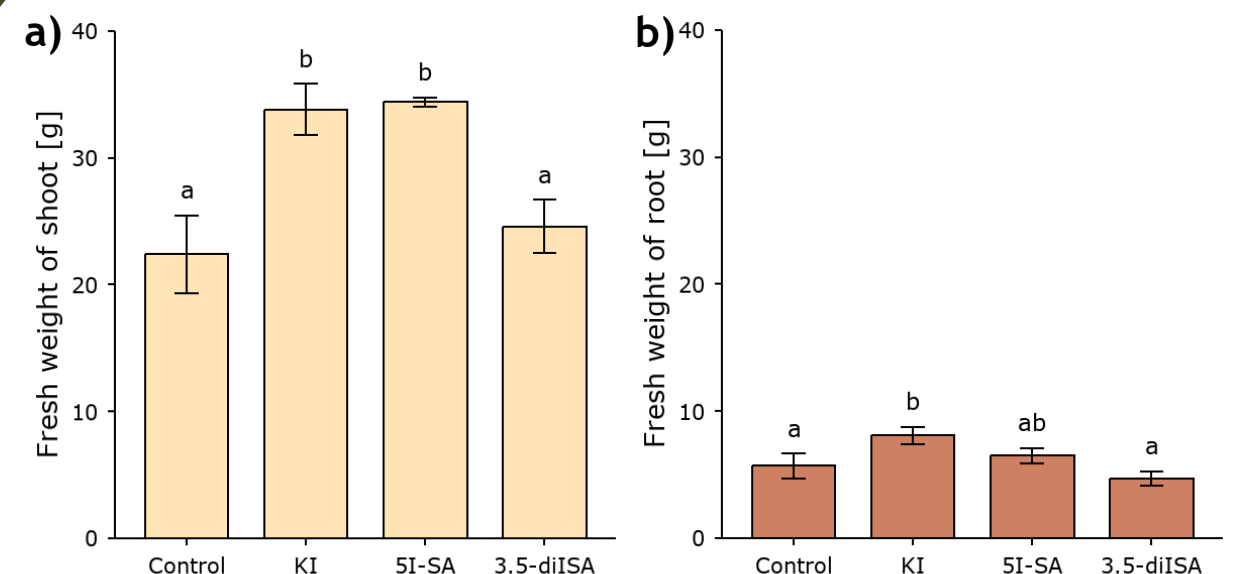 a)
Fresh weight of shoot [g]
40
30
20
10
0
a
b
b
a
Control
KI
5I-SA
3.5-diISA
b)
Fresh weight of root [g]
40
30
20
10
0
a
b
ab
a
Control
KI
5I-SA
3.5-diISA